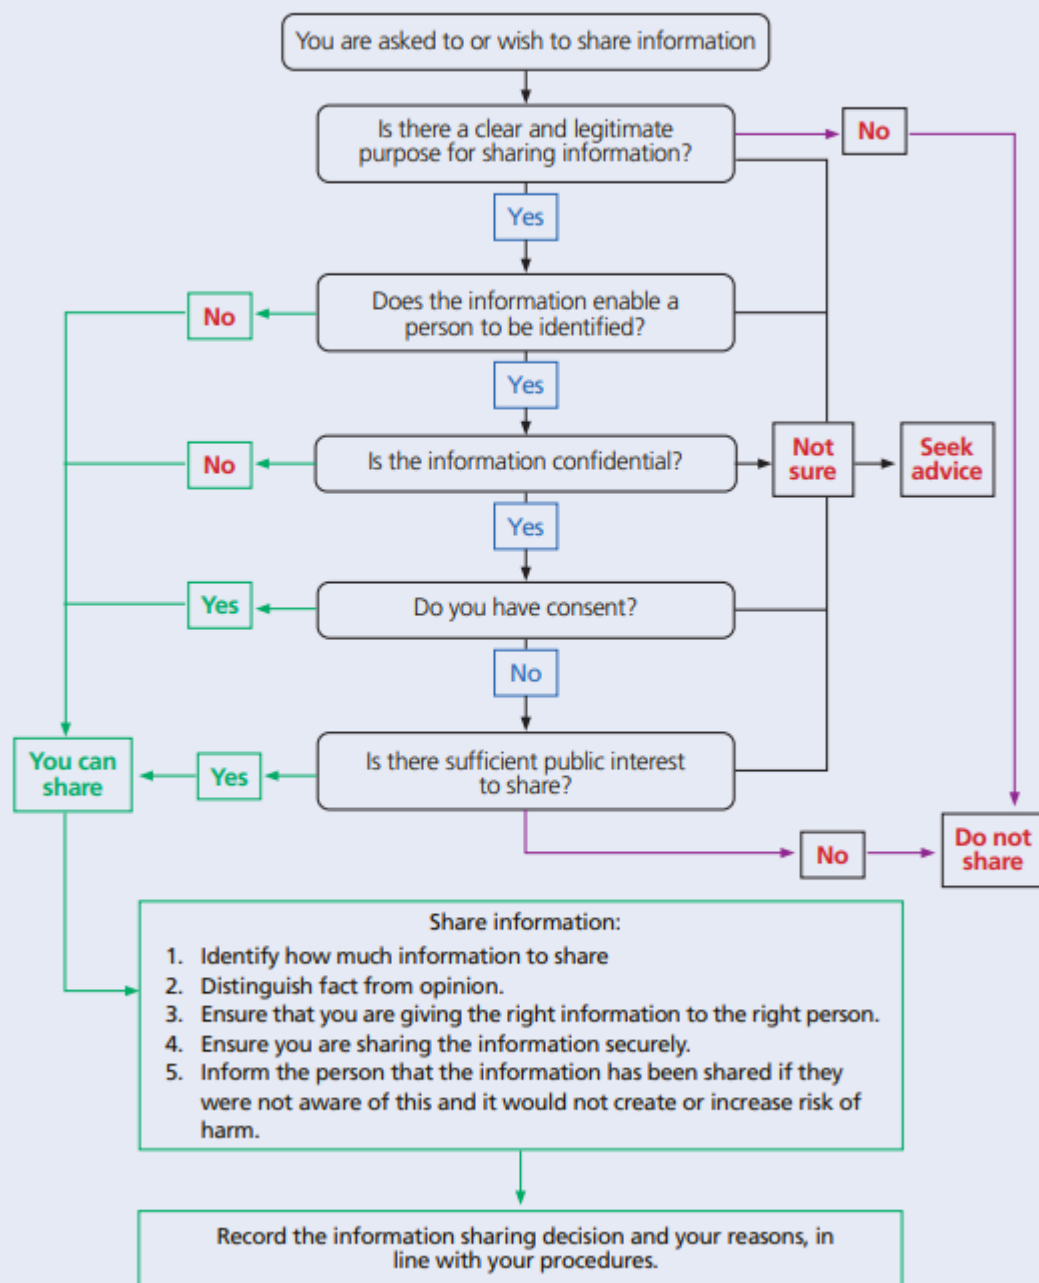 You are asked to or wish to share information
Is there a clear and legitimate
purpose for sharing information?
No
Yes
Does the information enable a
person to be identified?
No
Yes
Is the information confidential?
No
Not
sure
Seek
advice
Yes
Do you have consent?
Yes
No
Is there sufficient public interest
to share?
You can
share
Yes
No
Do not
share
Share information:
1. Identify how much information to share
2. Distinguish fact from opinion.
3. Ensure that you are giving the right information to the right person.
4. Ensure you are sharing the information securely.
5. Inform the person that the information has been shared if they
were not aware of this and it would not create or increase risk of
harm.
Record the information sharing decision and your reasons, in
line with your procedures.